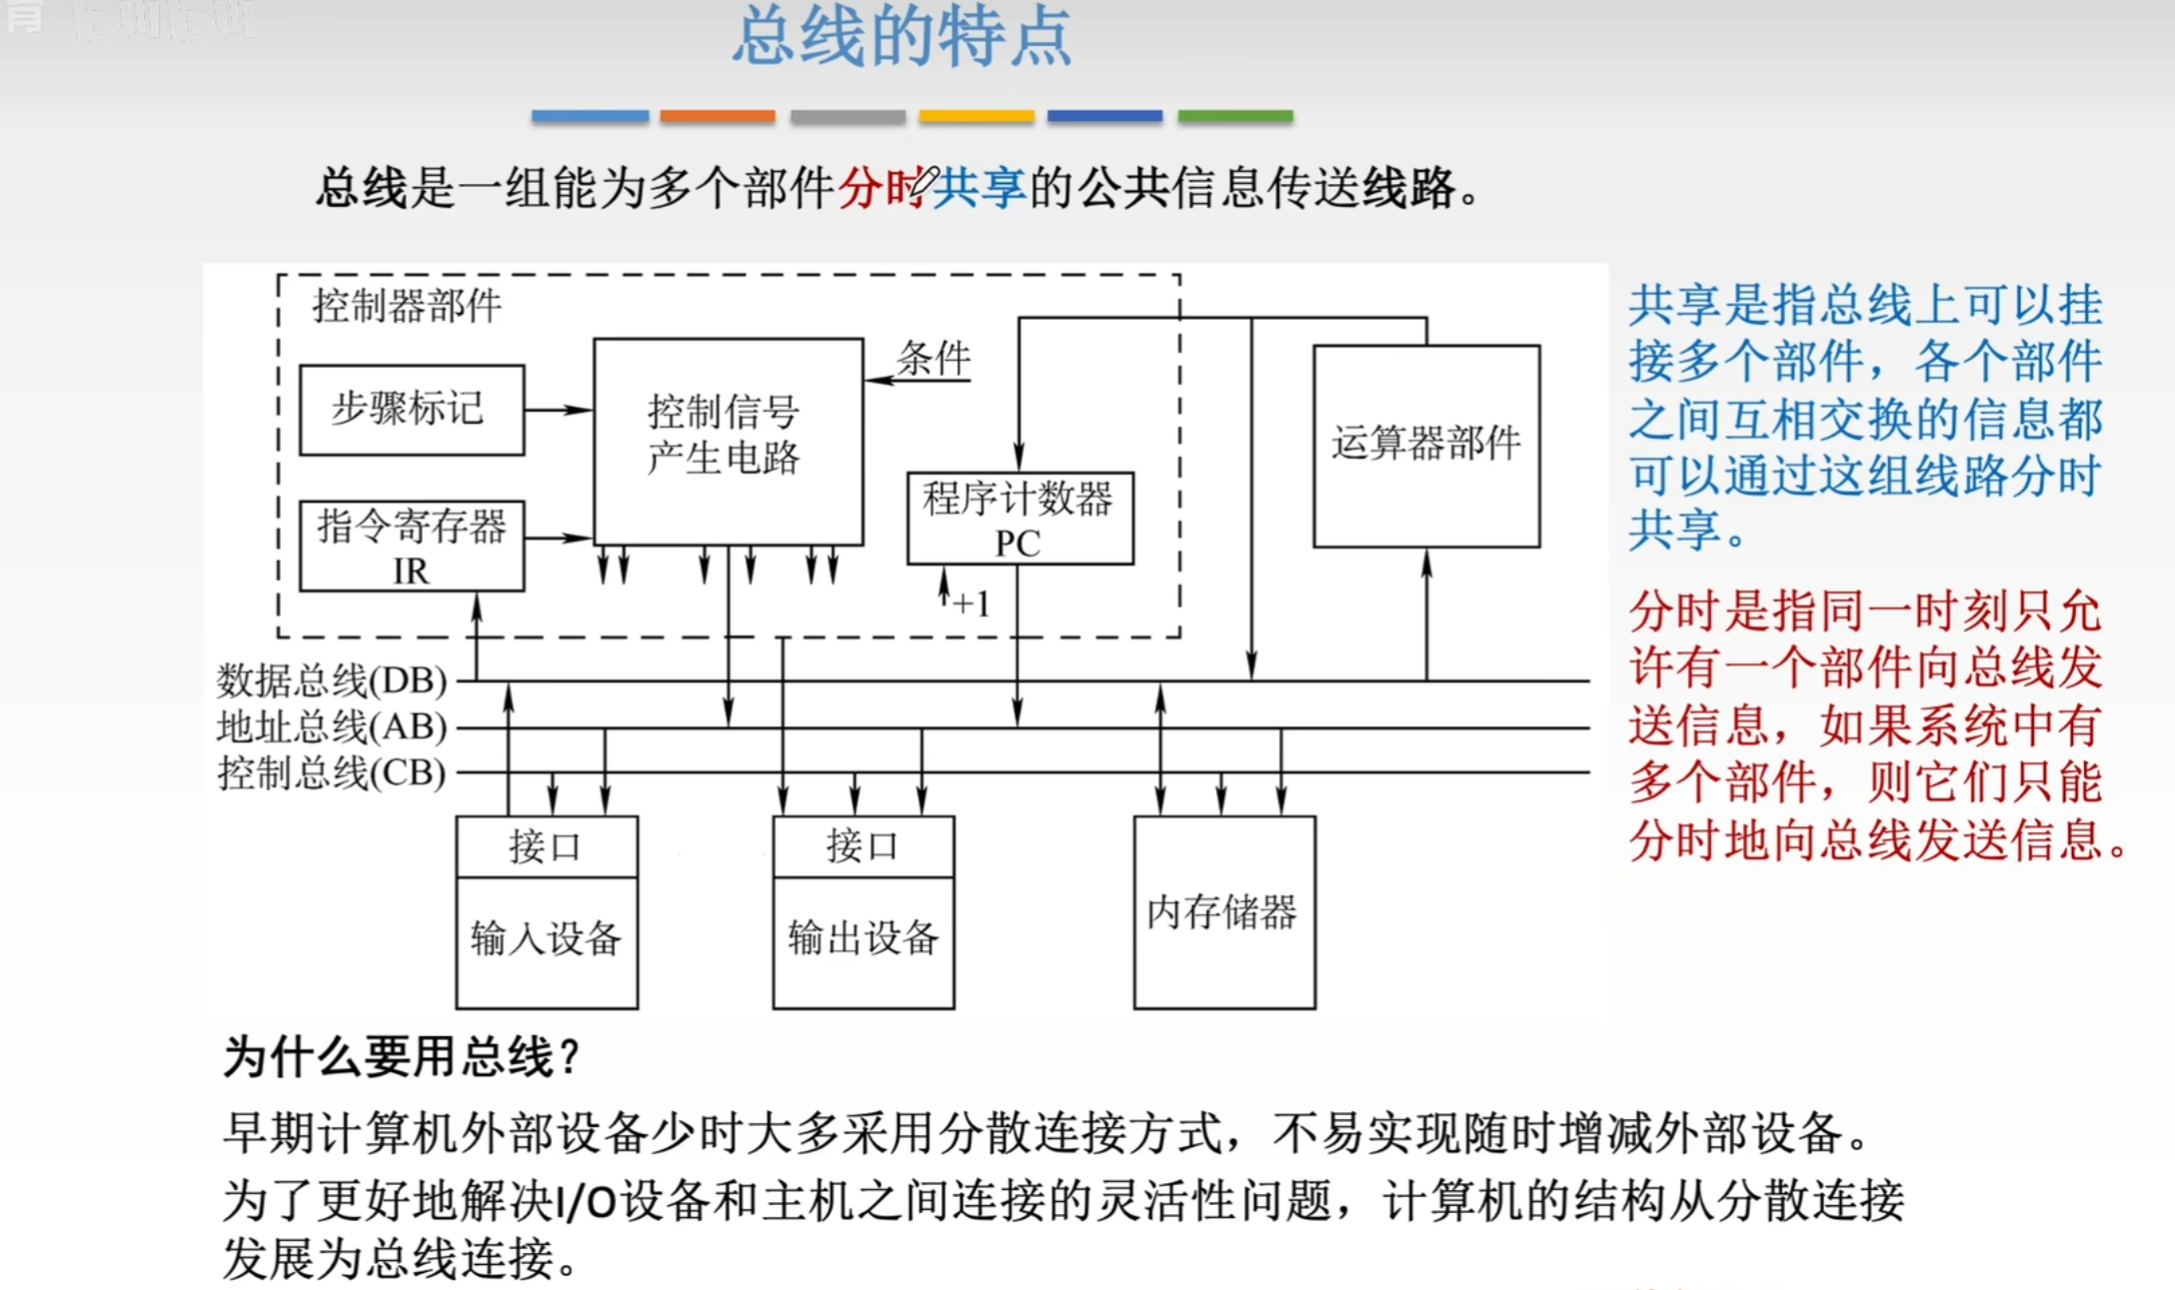 总线的特点
总线是一组能为多个部件分时共享的公共信息传送线路。
控制器部件
步骤标记
控制信号
产生电路
条件
指令寄存器
IR
程序计数器
PC
+1
运算器部件
数据总线(DB)
地址总线(AB)
控制总线(CB)
接口
输入设备
接口
输出设备
内存储器
共享是指总线上可以挂
接多个部件，各个部件
之间互相交换的信息都
可以通过这组线路分时
共享。
分时是指同一时刻只允
许有一个部件向总线发
送信息，如果系统中有
多个部件，则它们只能
分时地向总线发送信息。
为什么要用总线？
早期计算机外部设备少时大多采用分散连接方式，不易实现随时增减外部设备。
为了更好地解决I/O设备和主机之间连接的灵活性问题，计算机的结构从分散连接
发展为总线连接。